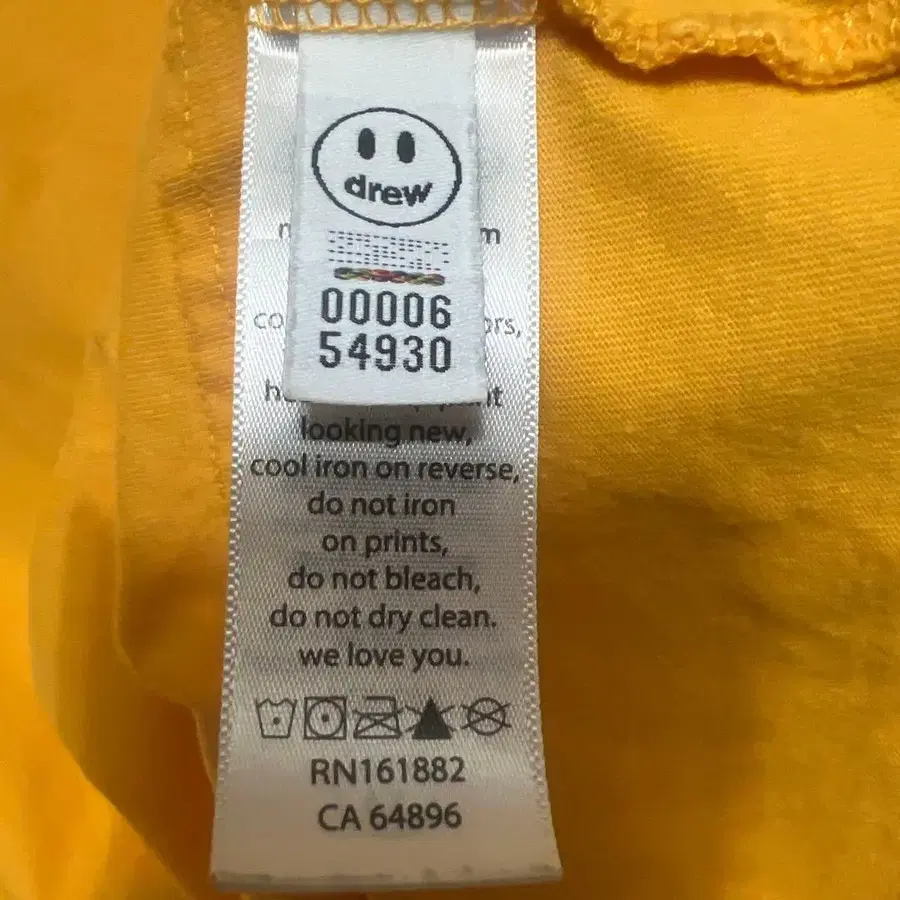 drew
00006
54930
looking new,
cool iron on reverse,
do not iron
on prints,
do not bleach,
do not dry clean.
we love you.
RN161882
CA 64896